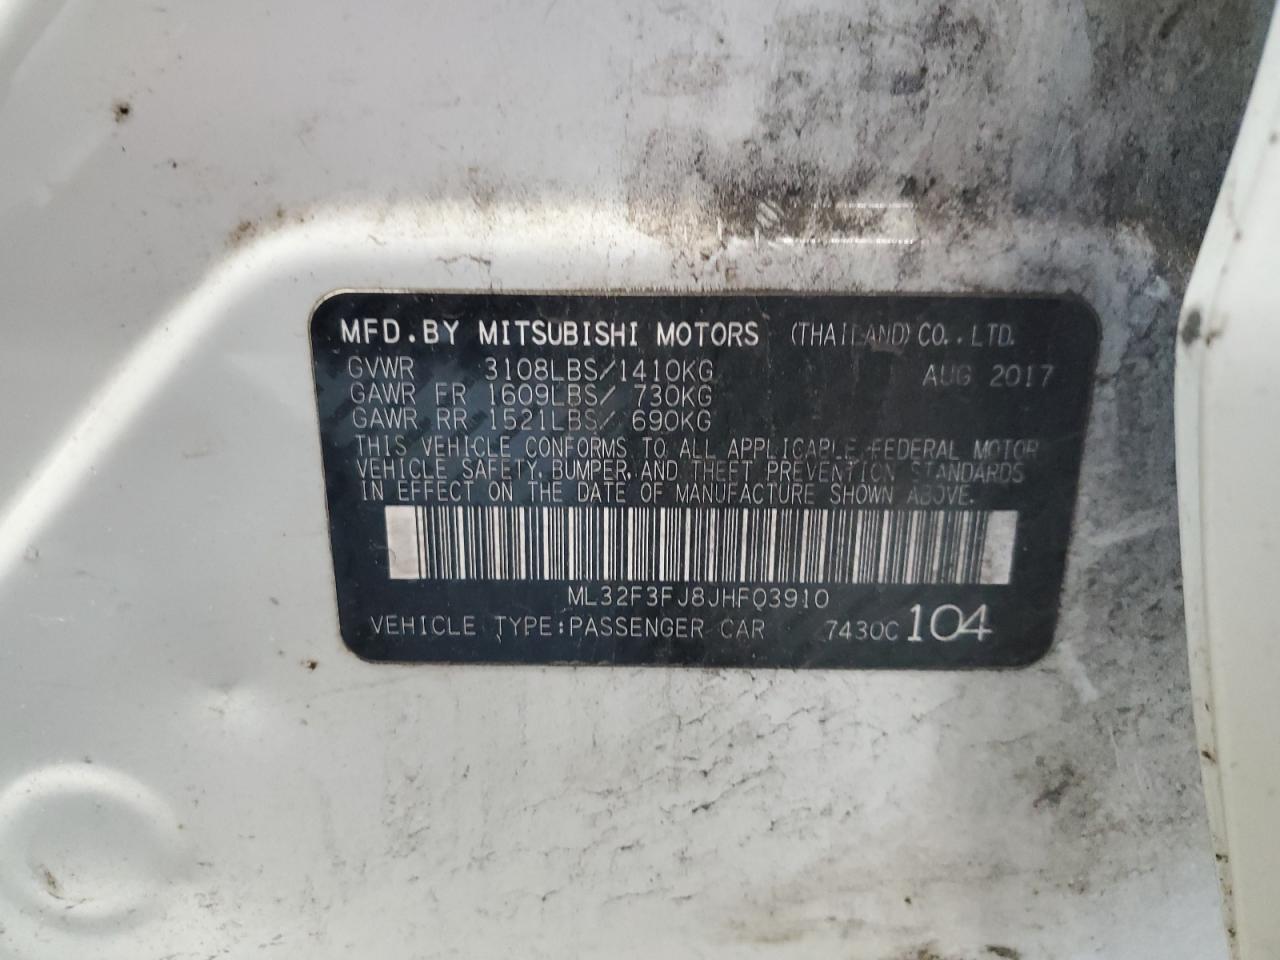 MFD.BY MITSUBISHI MOTORS (THAILAND) CO.,LTD.
GVWR 3108LBS/1410KG AUG 2017
GAWR FR 1609LBS/ 730KG
GAWR RR 1521LBS/ 690KG
THIS VEHICLE CONFORMS TO ALL APPLICABLE FEDERAL MOTOR
VEHICLE SAFETY, BUMPER, AND THEFT PREVENTION STANDARDS
IN EFFECT ON THE DATE OF MANUFACTURE SHOWN ABOVE.
ML32F3FJ8JHF03910
VEHICLE TYPE:PASSENGER CAR 7430C 104